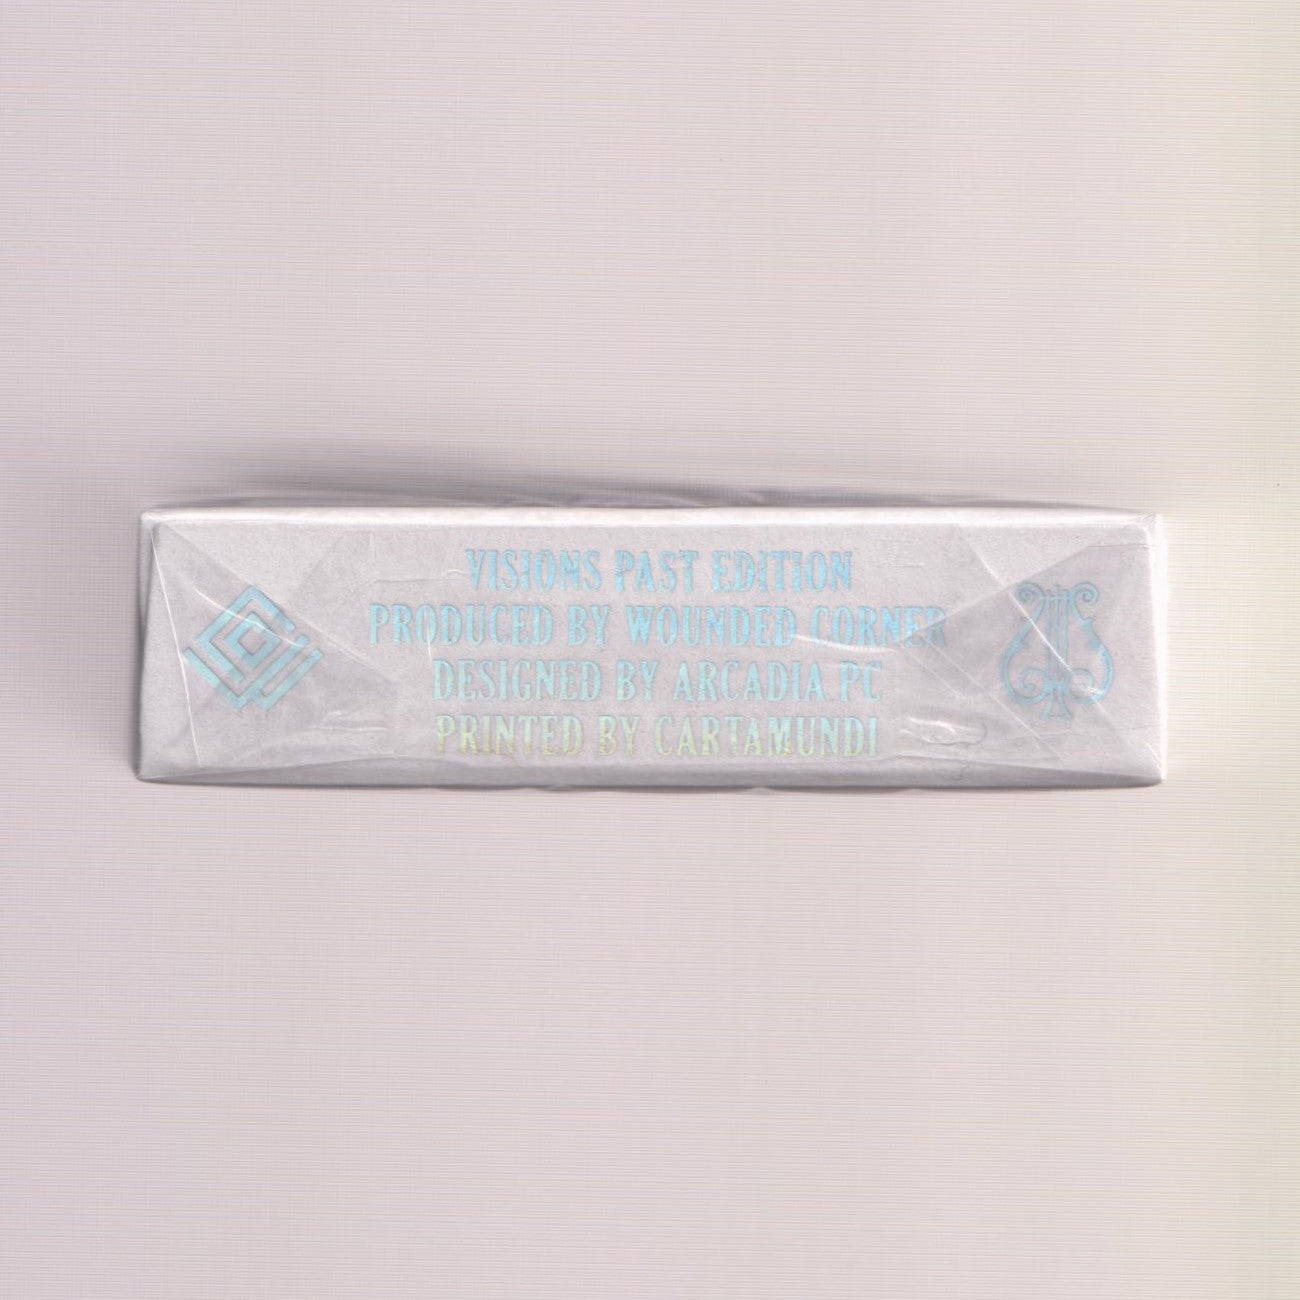 VISIONS PAST EDITION
PRODUCED BY WOUNDED CORNER
DESIGNED BY ARCADIA PC
PRINTED BY CARTAMUNDI